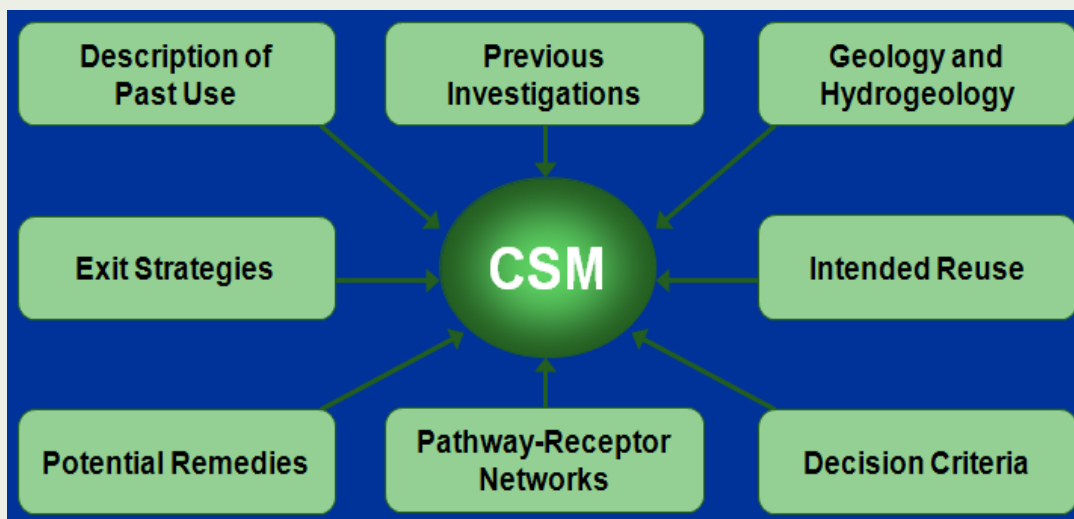 Description of
Past Use
Previous
Investigations
Geology and
Hydrogeology
Exit Strategies
CSM
Intended Reuse
Potential Remedies
Pathway-Receptor
Networks
Decision Criteria